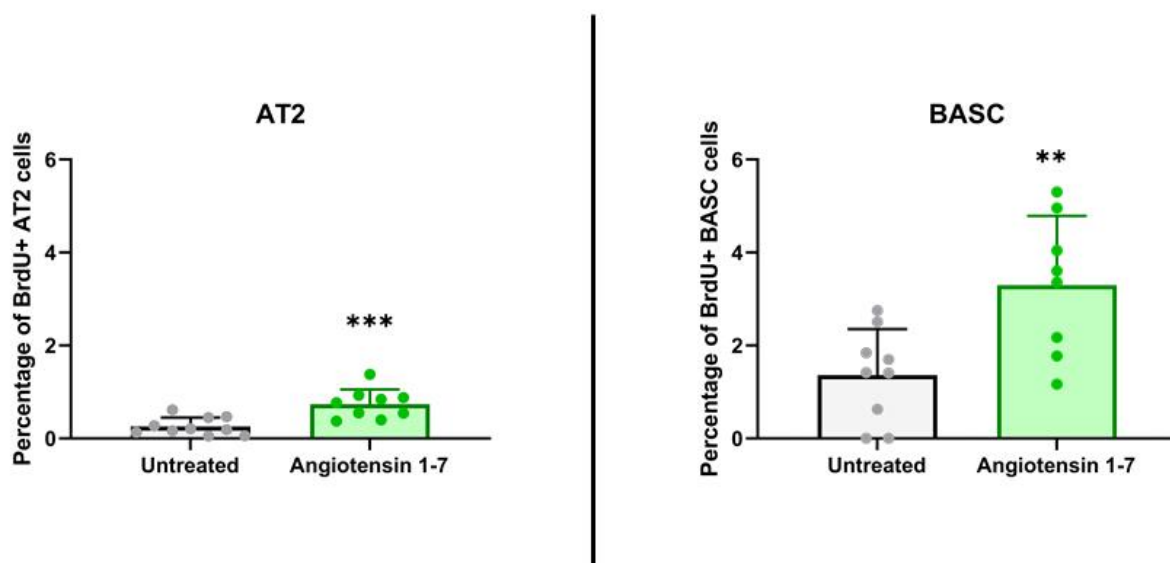 AT2
Percentage of BrdU+ AT2 cells
6
4
2
0
***
Untreated
Angiotensin 1-7
BASC
Percentage of BrdU+ BASC cells
6
4
2
0
**
Untreated
Angiotensin 1-7